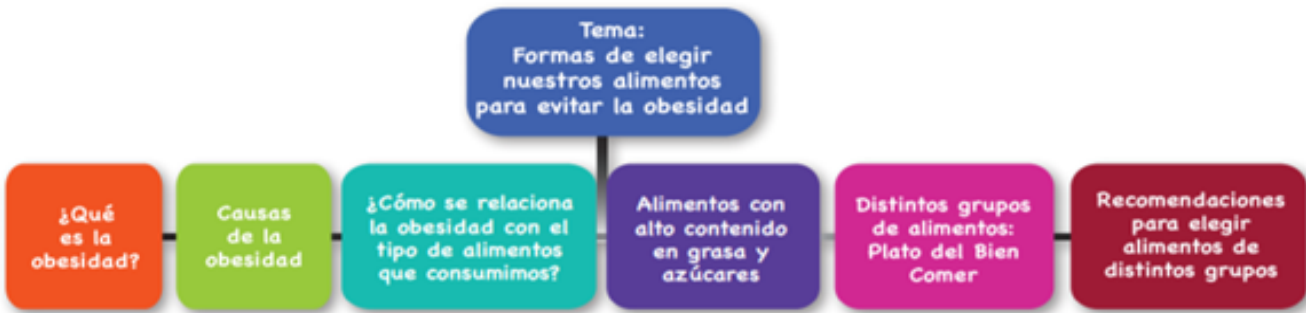 Tema:
Formas de elegir
nuestros alimentos
para evitar la obesidad
¿Qué
es la
obesidad?
Causas
de la
obesidad
¿Cómo se relaciona
la obesidad con el
tipo de alimentos
que consumimos?
Alimentos con
alto contenido
en grasa y
azúcares
Distintos grupos
de alimentos:
Plato del Bien
Comer
Recomendaciones
para elegir
alimentos de
distintos grupos